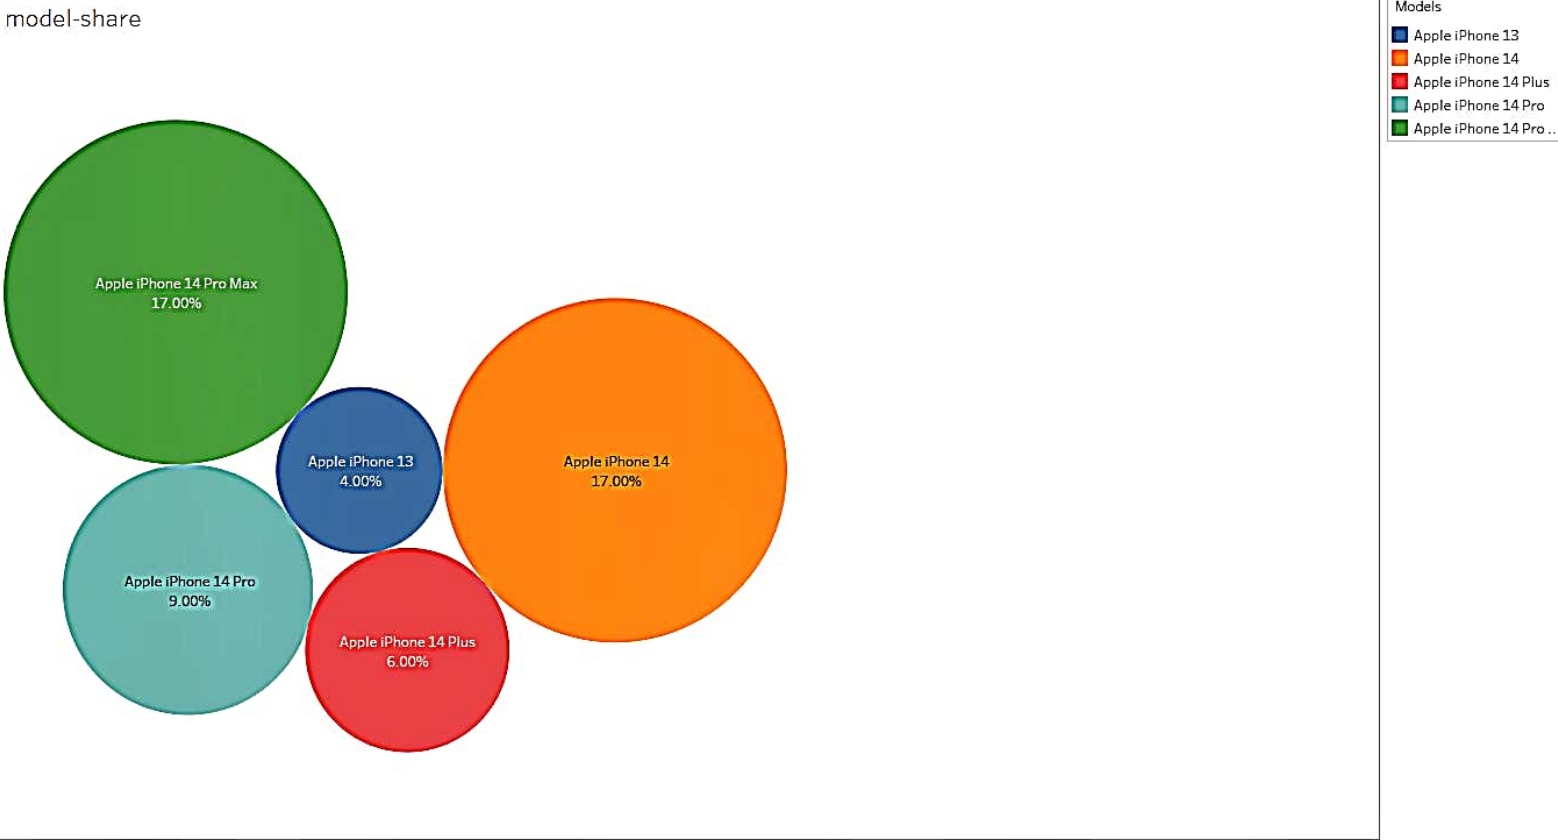 model-share
Models
Apple iPhone 13
Apple iPhone 14
Apple iPhone 14 Plus
Apple iPhone 14 Pro
Apple iPhone 14 Pro ..
Apple iPhone 14 Pro Max
17.00%
Apple iPhone 13
4.00%
Apple iPhone 14
17.00%
Apple iPhone 14 Pro
9.00%
Apple iPhone 14 Plus
6.00%